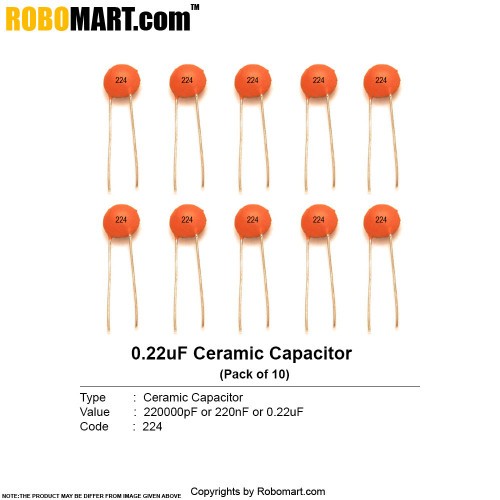 ROBOMART.com™
224 224 224 224 224
224 224 224 224 224
0.22uF Ceramic Capacitor
(Pack of 10)
Type : Ceramic Capacitor
Value : 220000pF or 220nF or 0.22uF
Code : 224
NOTE:THE PRODUCT MAY BE DIFFER FROM IMAGE GIVEN ABOVE
Copyrights by Robomart.com